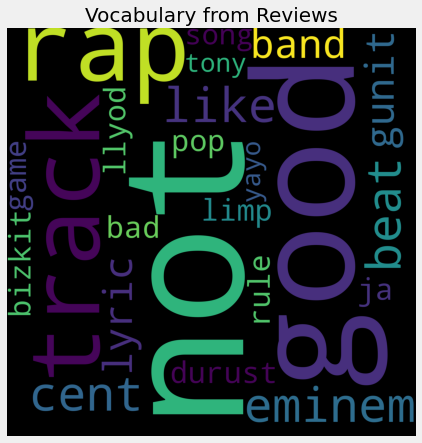 Vocabulary from Reviews
rap
song
band
tony
like
track
llyod
good
gunit
pop
game
not
yayo
beat
limp
bad
bizkit
lyric
rule
ja
cent
durust
eminem